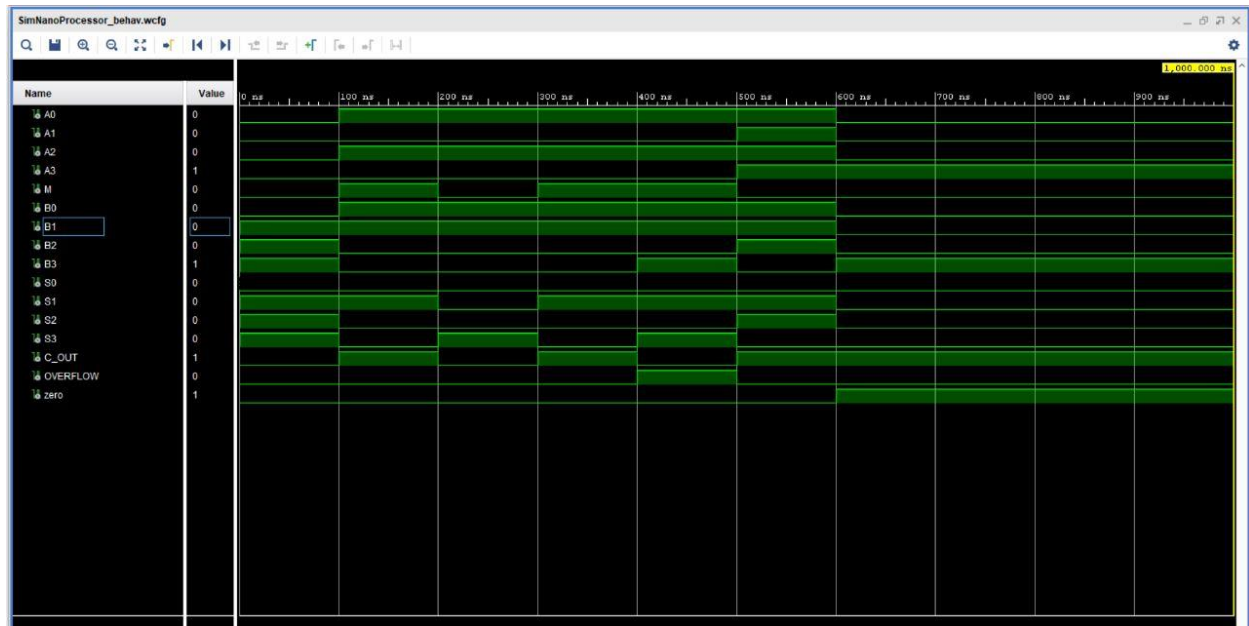 SimNanoProcessor_behav.wcfg
1,000.000 ns
Name Value 0 ns 100 ns 200 ns 300 ns 400 ns 500 ns 600 ns 700 ns 800 ns 900 ns
A0 0
A1 0
A2 0
A3 1
M 0
B0 0
B1 0
B2 0
B3 1
S0 0
S1 0
S2 0
S3 0
C_OUT 1
OVERFLOW 0
zero 1